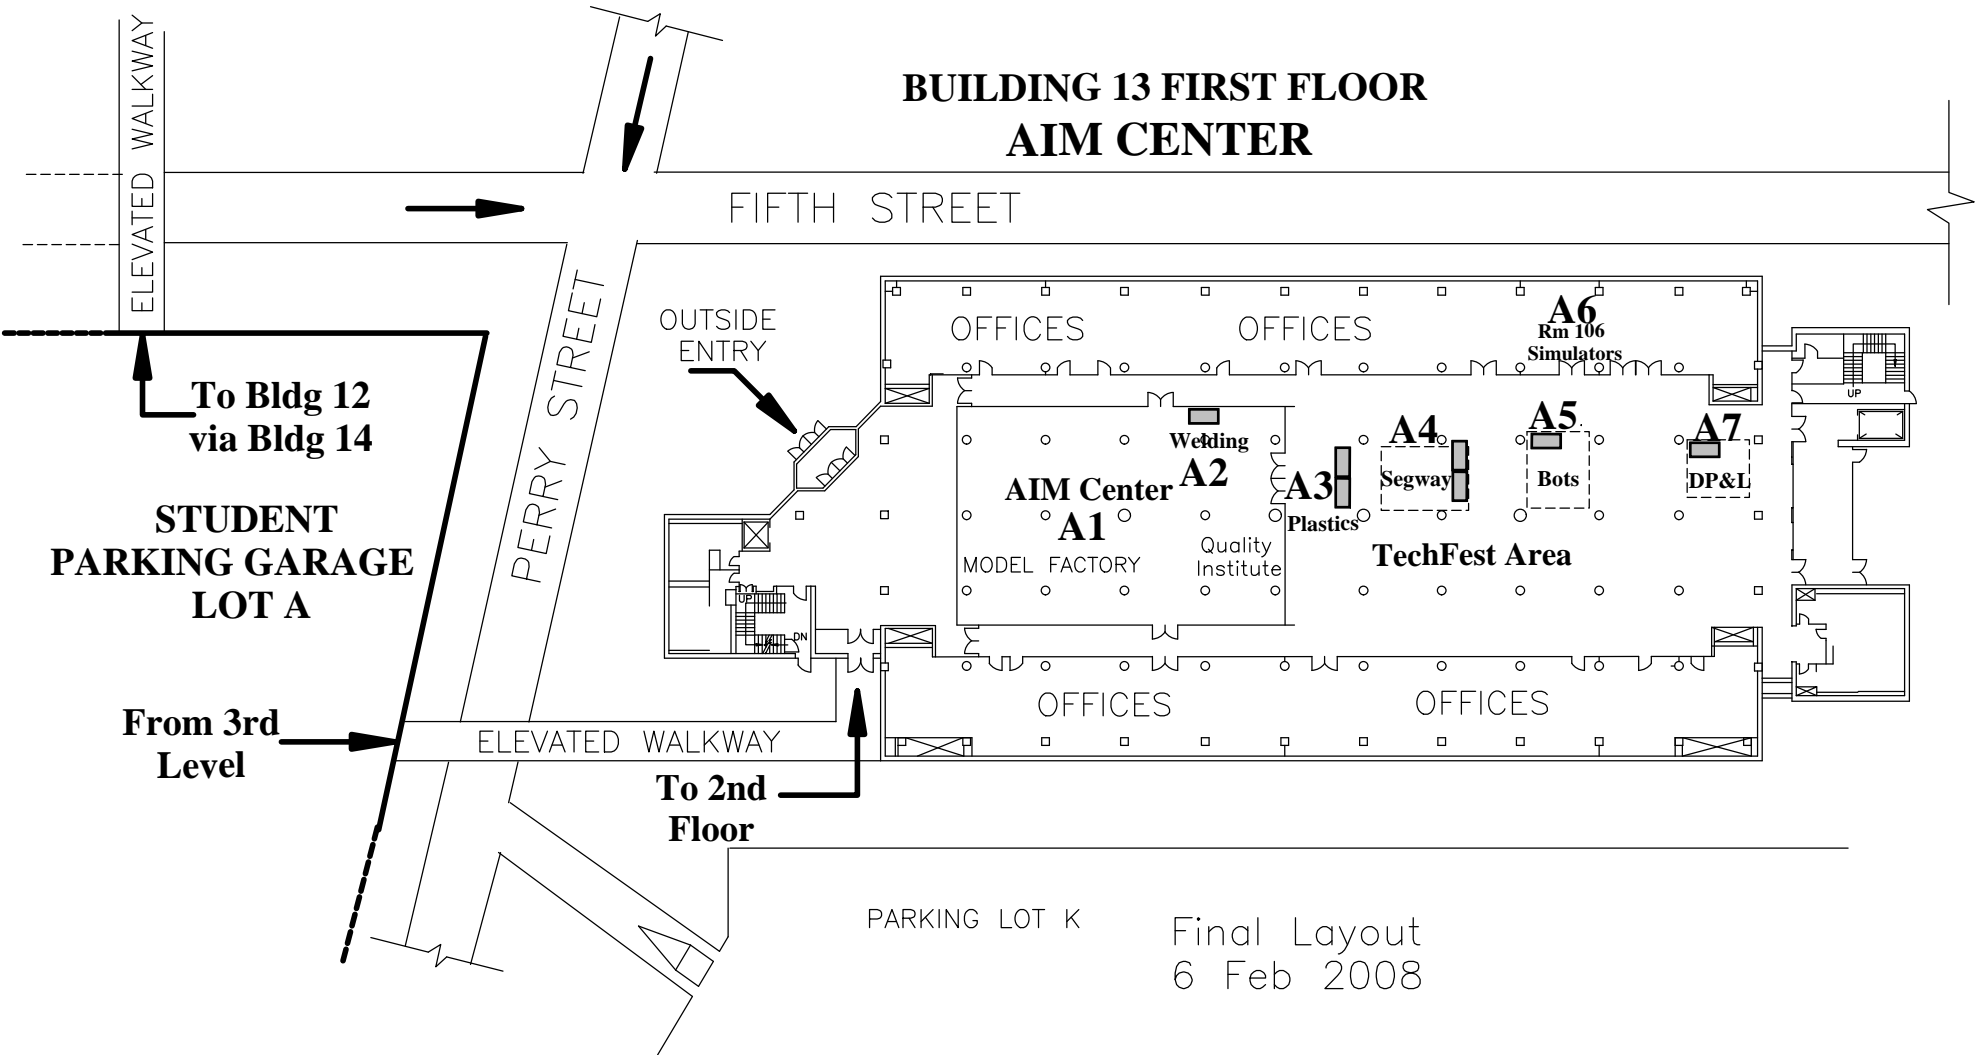 BUILDING 13 FIRST FLOOR
AIM CENTER
ELEVATED WALKWAY
ELEVATED WALKWAY
FIFTH STREET
PERRY STREET
OUTSIDE
ENTRY
To Bldg 12
via Bldg 14
STUDENT
PARKING GARAGE
LOT A
From 3rd
Level
ELEVATED WALKWAY
To 2nd
Floor
OFFICES
OFFICES
A6
Rm 106
Simulators
UP
Welding
A2
AIM Center
A1
MODEL FACTORY
Quality
Institute
A3
Plastics
A4
Segway
A5
Bots
A7
DP&L
TechFest Area
UP
DN
OFFICES
OFFICES
PARKING LOT K
Final Layout
6 Feb 2008